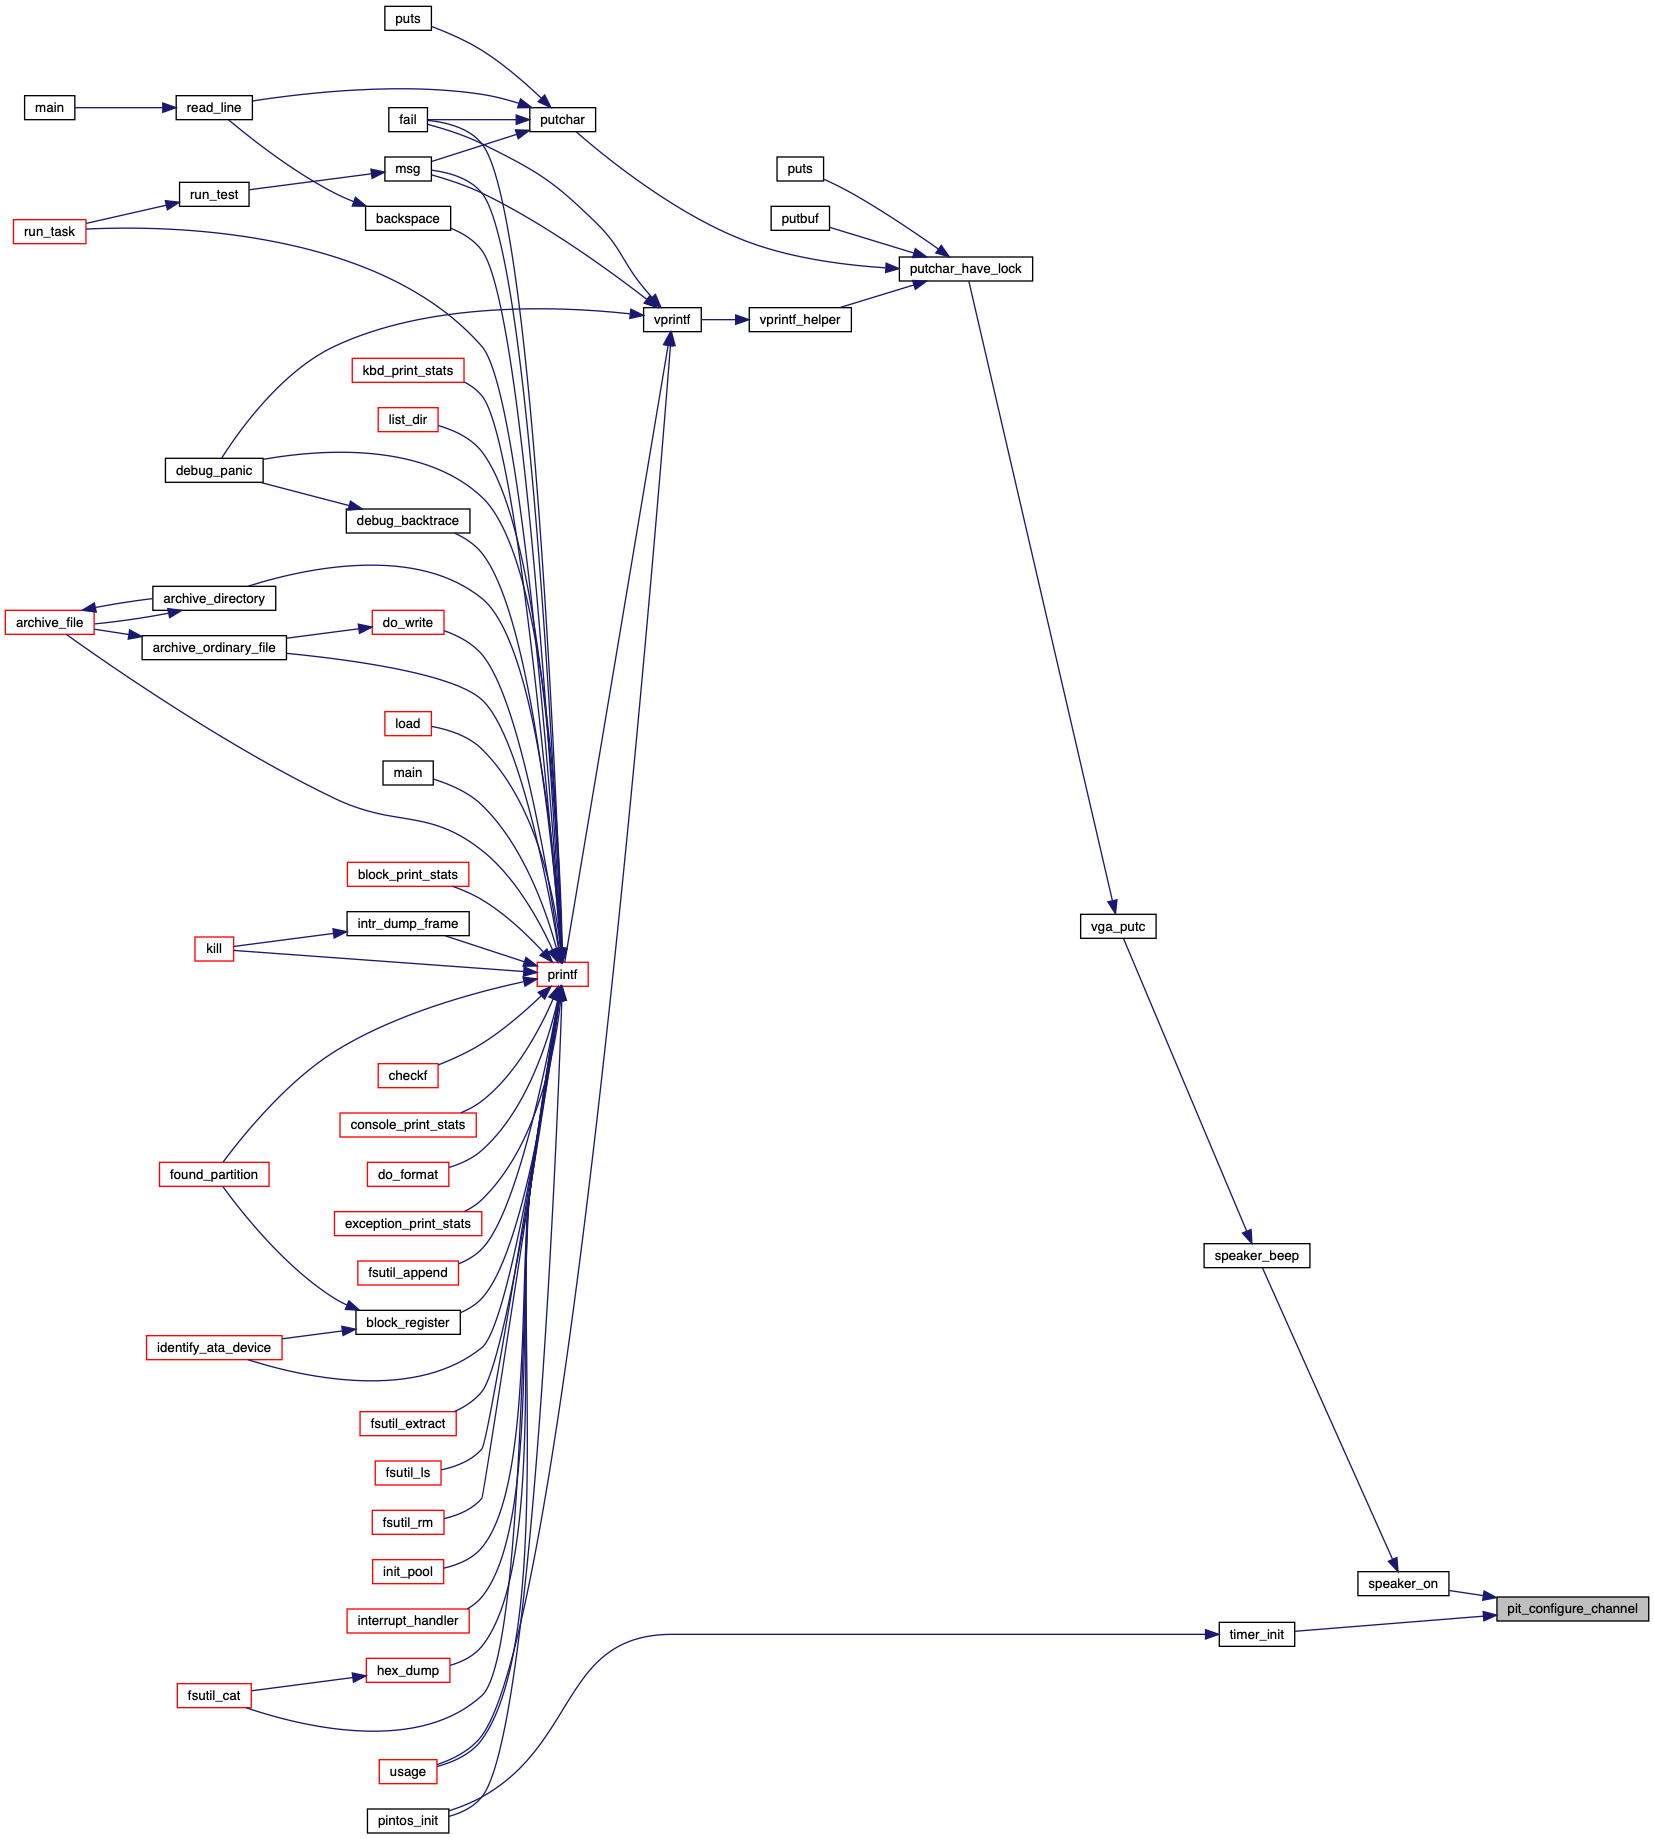 puts
main
read_line
fail
putchar
msg
puts
run_test
backspace
putbuf
run_task
putchar_have_lock
vprintf
vprintf_helper
kbd_print_stats
list_dir
debug_panic
debug_backtrace
archive_directory
archive_file
do_write
archive_ordinary_file
load
main
block_print_stats
intr_dump_frame
vga_putc
kill
printf
checkf
console_print_stats
do_format
found_partition
exception_print_stats
speaker_beep
fsutil_append
block_register
identify_ata_device
fsutil_extract
fsutil_ls
fsutil_rm
init_pool
speaker_on
pit_configure_channel
interrupt_handler
timer_init
hex_dump
fsutil_cat
usage
pintos_init